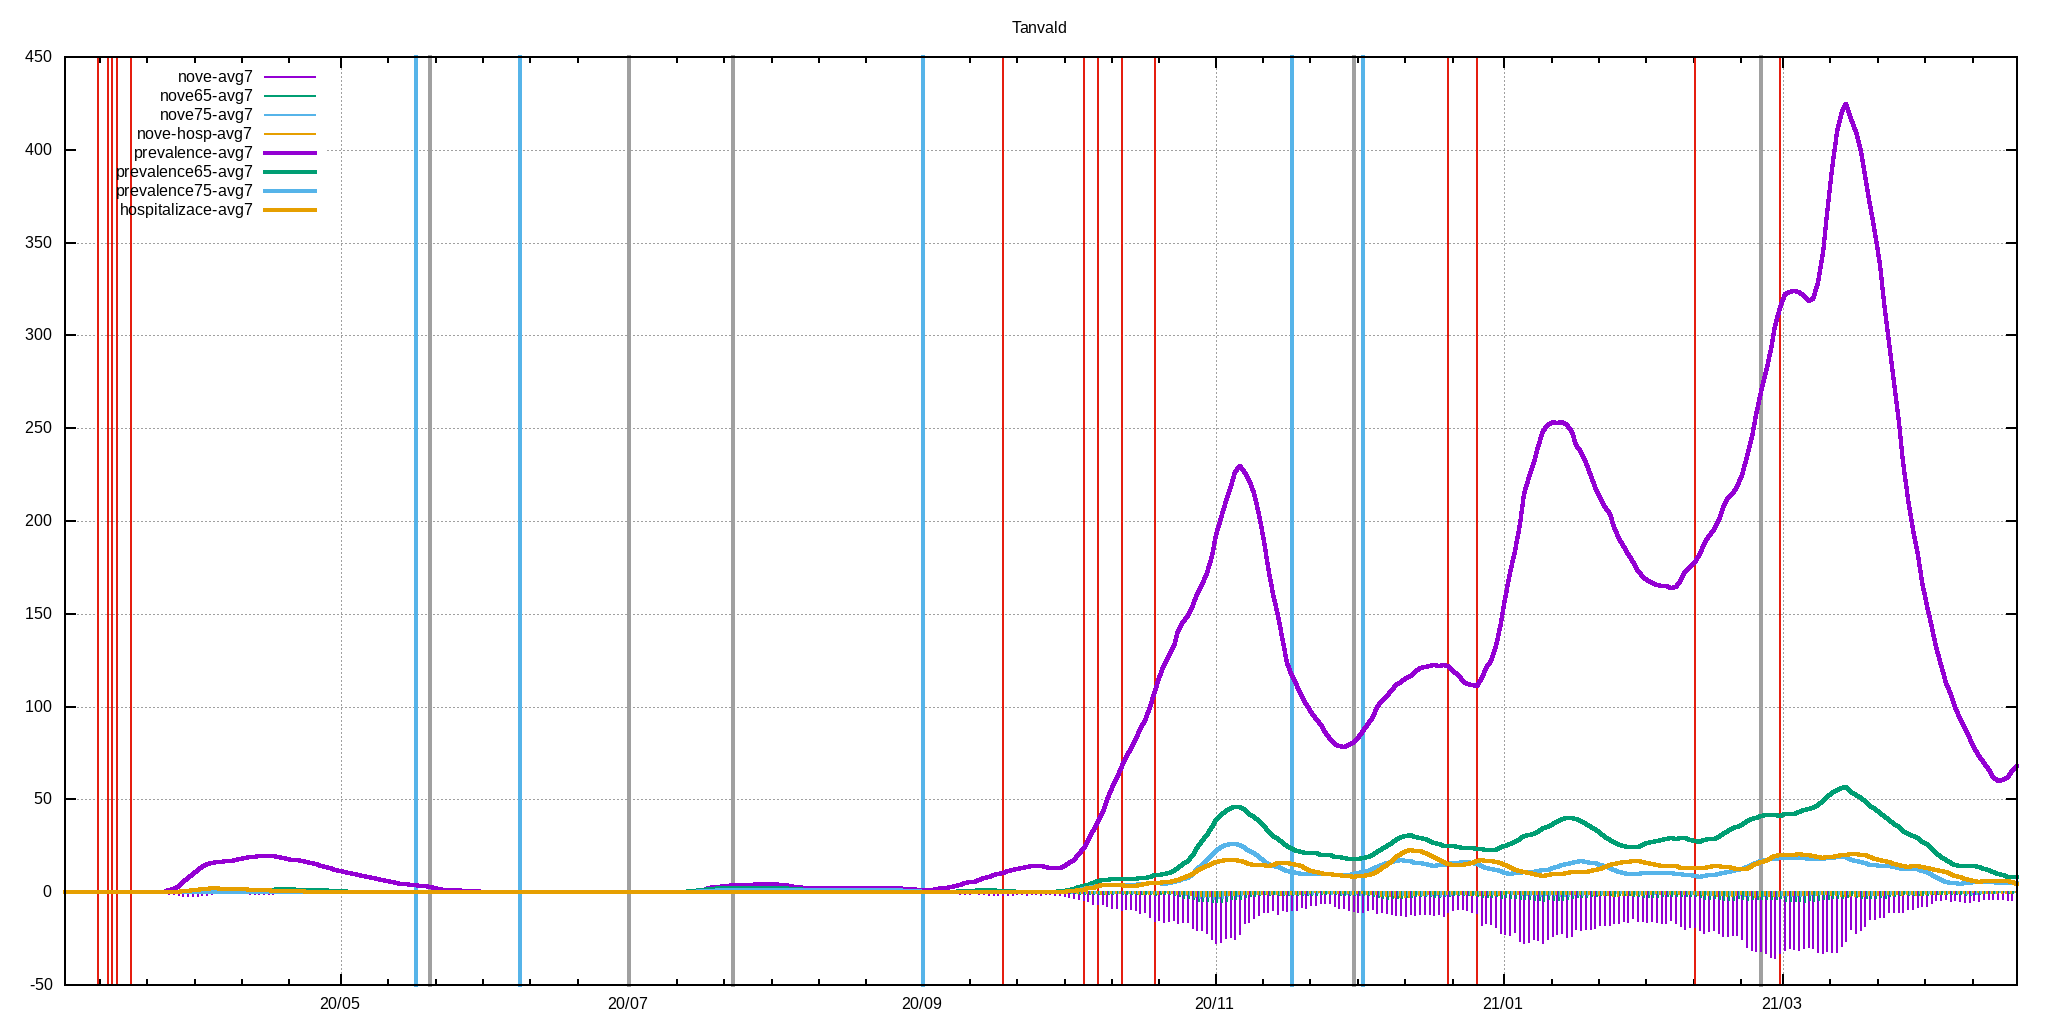 Tanvald
450
400
350
300
250
200
150
100
50
0
-50
nove-avg7
nove65-avg7
nove75-avg7
nove-hosp-avg7
prevalence-avg7
prevalence65-avg7
prevalence75-avg7
hospitalizace-avg7
20/05
20/07
20/09
20/11
21/01
21/03